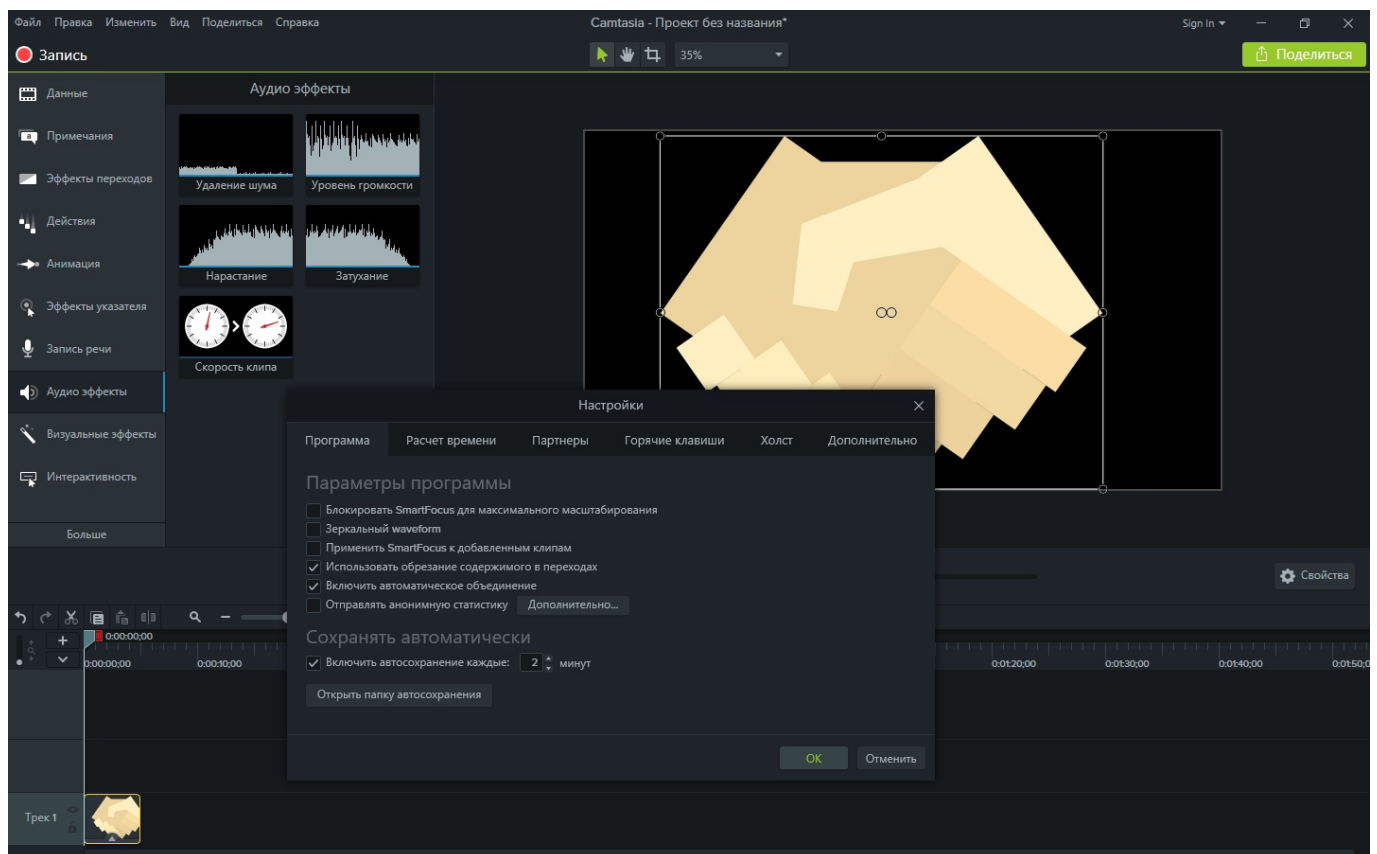 Файл Правка Изменить Вид Поделиться Справка
Camtasia - Проект без названия*
Sign In
Запись
35%
Поделиться
Данные
Примечания
Эффекты переходов
Действия
Анимация
Эффекты указателя
Запись речи
Аудио эффекты
Визуальные эффекты
Интерактивность
Больше
Аудио эффекты
Удаление шума
Уровень громкости
Нарастание
Затухание
Скорость клипа
Настройки
Программа Расчет времени Партнеры Горячие клавиши Холст Дополнительно
Параметры программы
Блокировать SmartFocus для максимального масштабирования
Зеркальный waveform
Применить SmartFocus к добавленным клипам
Использовать обрезание содержимого в переходах
Включить автоматическое объединение
Отправлять анонимную статистику Дополнительно...
Сохранять автоматически
Включить автосохранение каждые: 2 минут
Открыть папку автосохранения
OK Отменить
Свойства
0:00:00;00
0:00:00;00 0:00:10;00 0:01:20;00 0:01:30;00 0:01:40;00 0:01:50;0
Трек 1